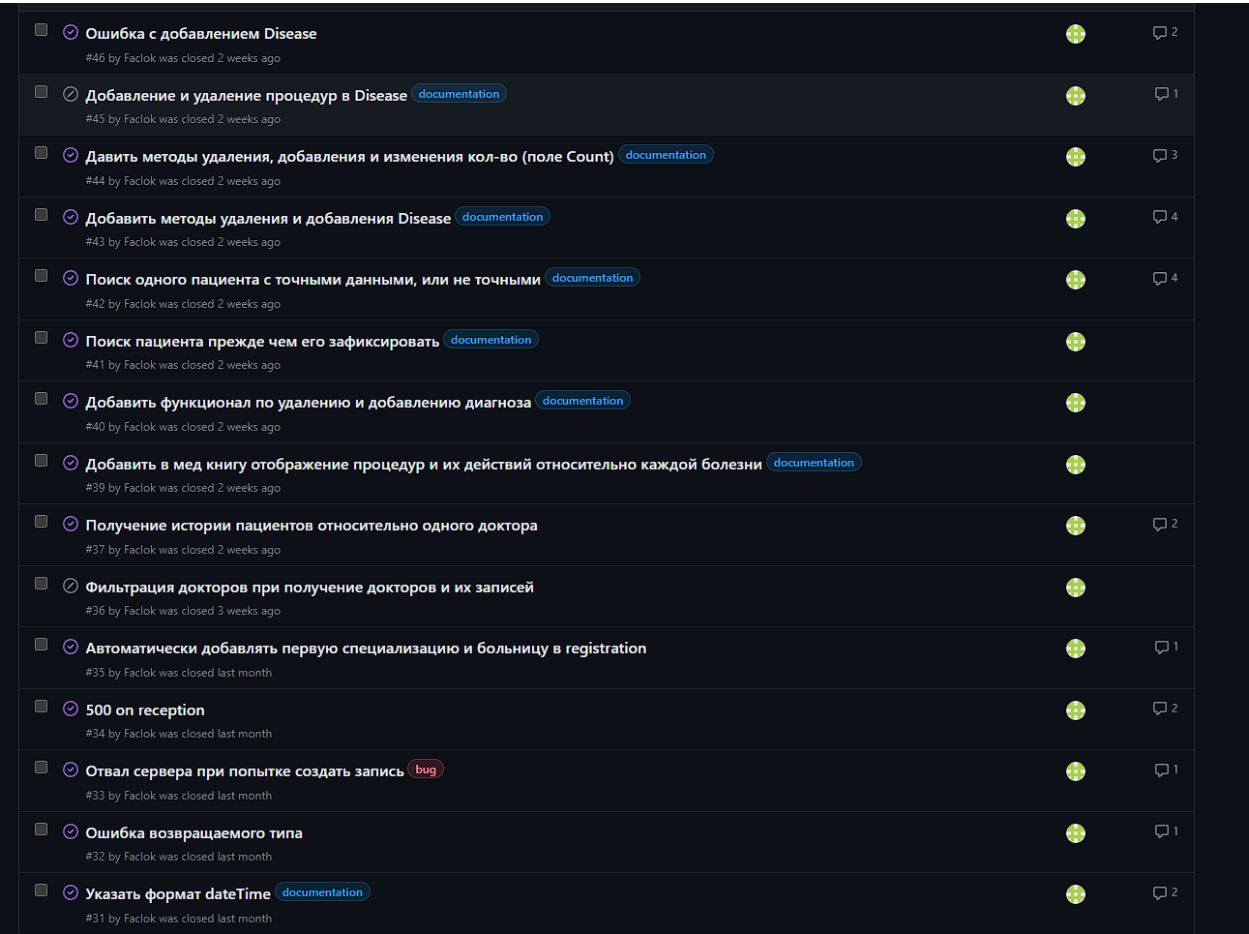 Ошибка с добавлением Disease 2
#46 by Faclok was closed 2 weeks ago
Добавление и удаление процедур в Disease documentation 1
#45 by Faclok was closed 2 weeks ago
Давить методы удаления, добавления и изменения кол-во (поле Count) documentation 3
#44 by Faclok was closed 2 weeks ago
Добавить методы удаления и добавления Disease documentation 4
#43 by Faclok was closed 2 weeks ago
Поиск одного пациента с точными данными, или не точными documentation 4
#42 by Faclok was closed 2 weeks ago
Поиск пациента прежде чем его зафиксировать documentation
#41 by Faclok was closed 2 weeks ago
Добавить функционал по удалению и добавлению диагноза documentation
#40 by Faclok was closed 2 weeks ago
Добавить в мед книгу отображение процедур и их действий относительно каждой болезни documentation
#39 by Faclok was closed 2 weeks ago
Получение истории пациентов относительно одного доктора 2
#37 by Faclok was closed 2 weeks ago
Фильтрация докторов при получение докторов и их записей
#36 by Faclok was closed 3 weeks ago
Автоматически добавлять первую специализацию и больницу в registration 1
#35 by Faclok was closed last month
500 on reception 2
#34 by Faclok was closed last month
Отвал сервера при попытке создать запись bug 1
#33 by Faclok was closed last month
Ошибка возвращаемого типа 1
#32 by Faclok was closed last month
Указать формат dateTime documentation 2
#31 by Faclok was closed last month